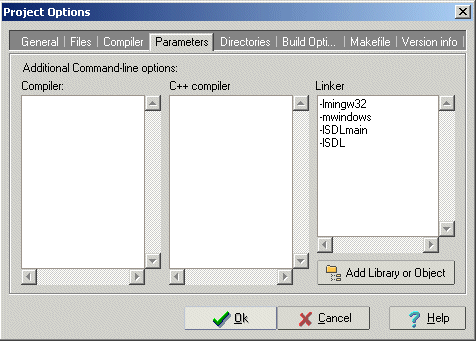 Project Options
General Files Compiler Parameters Directories Build Opti... Makefile Version info
Additional Command-line options:
Compiler: C++ compiler Linker
-lmingw32
-mwindows
-lSDLmain
-lSDL
Add Library or Object
Ok Cancel Help